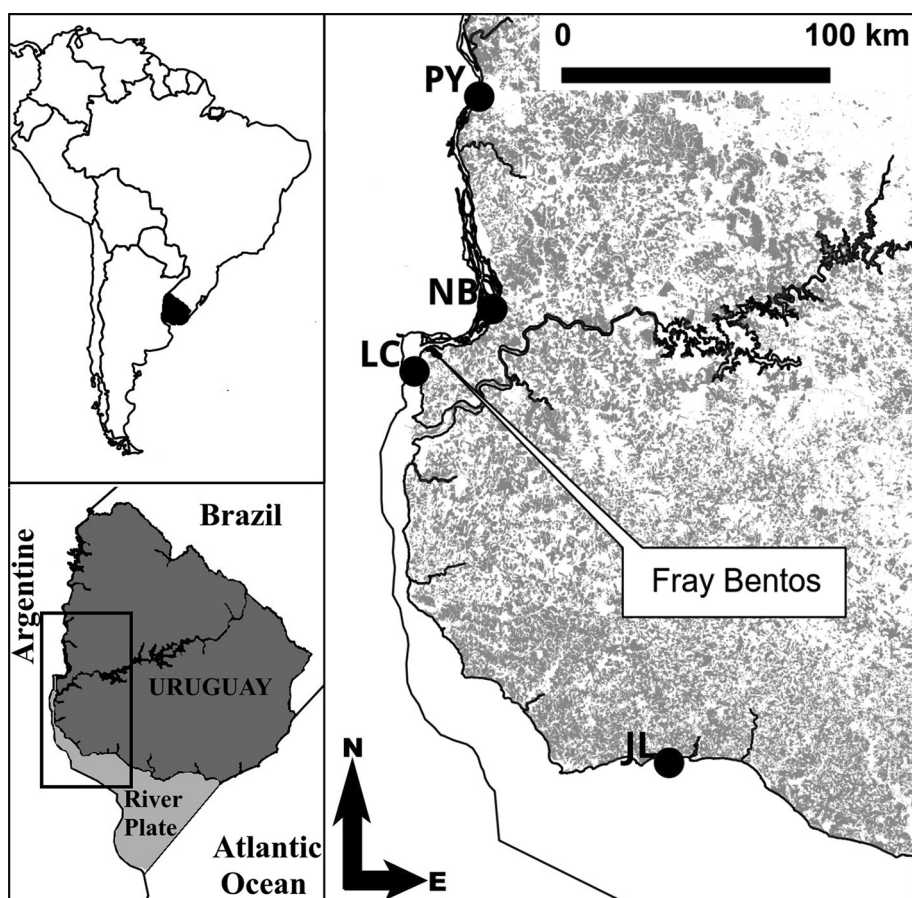 0 100 km
PY
NB
LC
Fray Bentos
JL
N
E
Brazil
Argentine
URUGUAY
River
Plate
Atlantic
Ocean